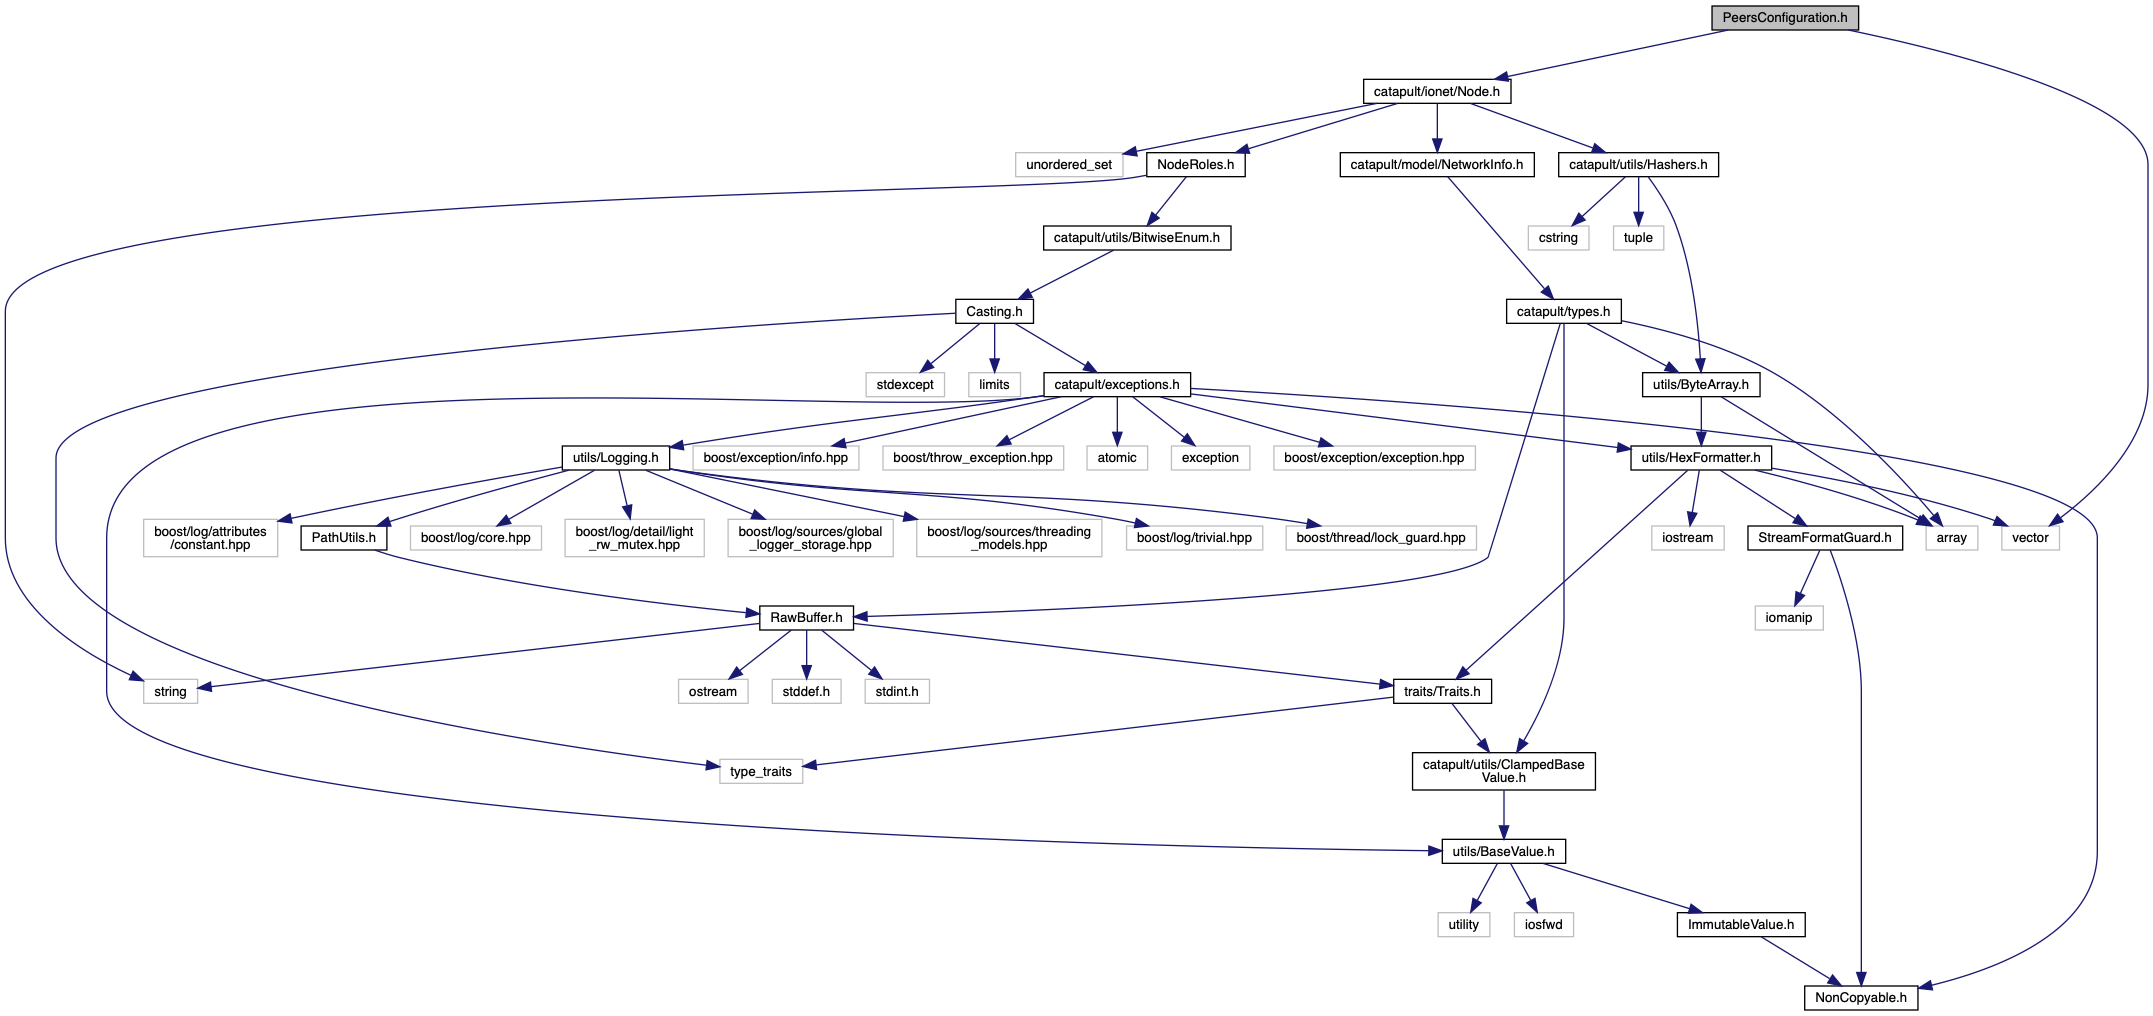 PeersConfiguration.h
catapult/ionet/Node.h
unordered_set
NodeRoles.h
catapult/model/NetworkInfo.h
catapult/utils/Hashers.h
catapult/utils/BitwiseEnum.h
cstring
tuple
Casting.h
catapult/types.h
stdexcept
limits
catapult/exceptions.h
utils/ByteArray.h
utils/Logging.h
boost/exception/info.hpp
boost/throw_exception.hpp
atomic
exception
boost/exception/exception.hpp
utils/HexFormatter.h
boost/log/attributes
/constant.hpp
PathUtils.h
boost/log/core.hpp
boost/log/detail/light
_rw_mutex.hpp
boost/log/sources/global
_logger_storage.hpp
boost/log/sources/threading
_models.hpp
boost/log/trivial.hpp
boost/thread/lock_guard.hpp
iostream
StreamFormatGuard.h
array
vector
RawBuffer.h
iomanip
string
ostream
stddef.h
stdint.h
traits/Traits.h
type_traits
catapult/utils/ClampedBase
Value.h
utils/BaseValue.h
utility
iosfwd
ImmutableValue.h
NonCopyable.h